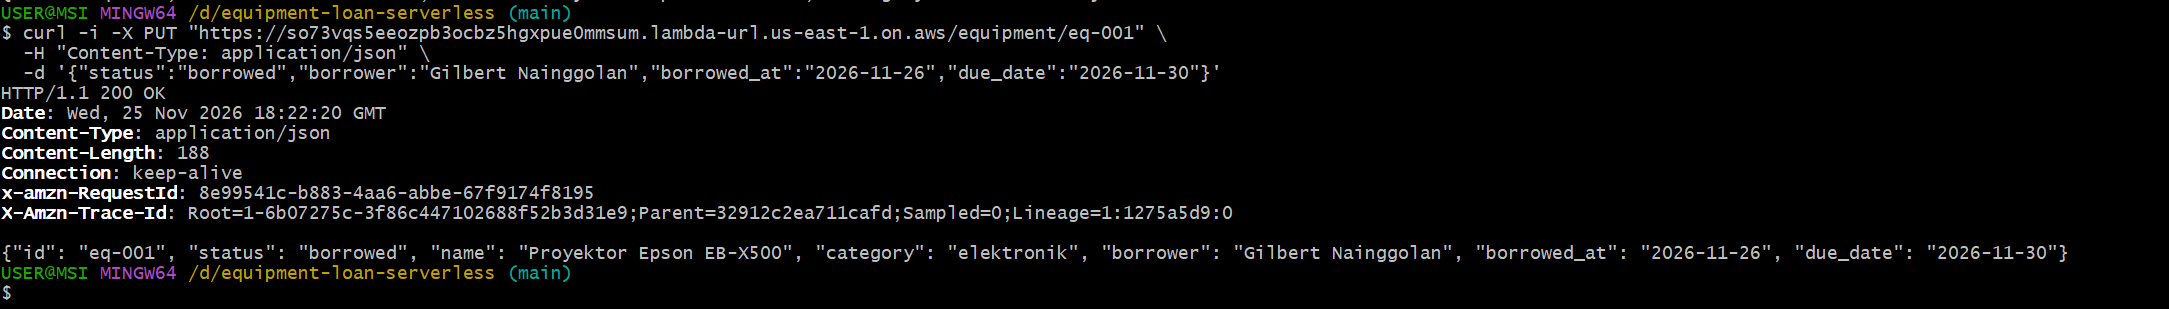 USER@MSI MINGW64 /d/equipment-loan-serverless (main)
$ curl -i -X PUT "https://so73vqs5eeozpb3ocbz5hgxpue0mmsum.lambda-url.us-east-1.on.aws/equipment/eq-001" \
-H "Content-Type: application/json" \
-d '{"status":"borrowed","borrower":"Gilbert Nainggolan","borrowed_at":"2026-11-26","due_date":"2026-11-30"}'
HTTP/1.1 200 OK
Date: Wed, 25 Nov 2026 18:22:20 GMT
Content-Type: application/json
Content-Length: 188
Connection: keep-alive
x-amzn-RequestId: 8e99541c-b883-4aa6-abbe-67f9174f8195
X-Amzn-Trace-Id: Root=1-6b07275c-3f86c447102688f52b3d31e9;Parent=32912c2ea711cafd;Sampled=0;Lineage=1:1275a5d9:0
{"id": "eq-001", "status": "borrowed", "name": "Proyektor Epson EB-X500", "category": "elektronik", "borrower": "Gilbert Nainggolan", "borrowed_at": "2026-11-26", "due_date": "2026-11-30"}
USER@MSI MINGW64 /d/equipment-loan-serverless (main)
$